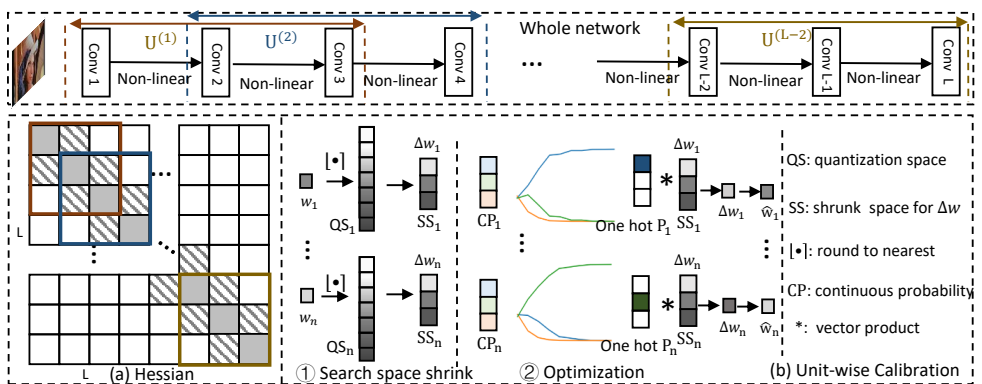 Whole network
U(1)
U(2)
U(L−2)
Conv 1
Non-linear
Conv 2
Non-linear
Conv 3
Non-linear
Conv 4
...
Non-linear
Conv L-2
Non-linear
Conv L-1
Non-linear
Conv L
L
L
(a) Hessian
w1
⌊•⌉
QS1
Δw1
SS1
wn
⌊•⌉
QSn
Δwn
SSn
① Search space shrink
CP1
One hot P1
*
Δw1
SS1
Δw1
ŵ1
CPn
One hot Pn
*
Δwn
SSn
Δwn
ŵn
② Optimization
QS: quantization space
SS: shrunk space for Δw
⌊•⌉: round to nearest
CP: continuous probability
*: vector product
(b) Unit-wise Calibration